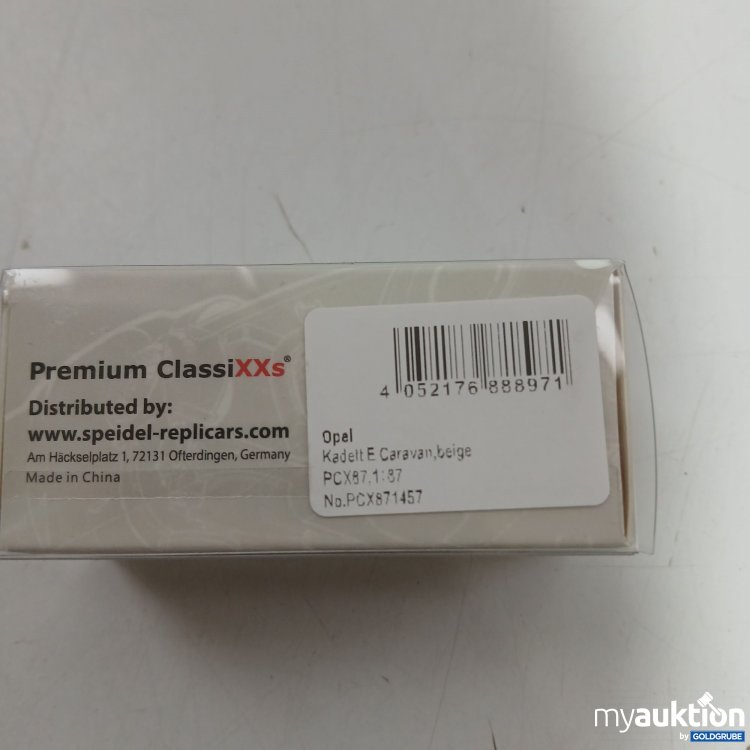 Premium ClassiXXs®
Distributed by:
www.speidel-replicars.com
Am Häckselplatz 1, 72131 Ofterdingen, Germany
Made in China
4 052176 888971
Opel
Kadett E Caravan,beige
PCX87,1:87
No.PCX871457
myauktion
by GOLDGRUBE